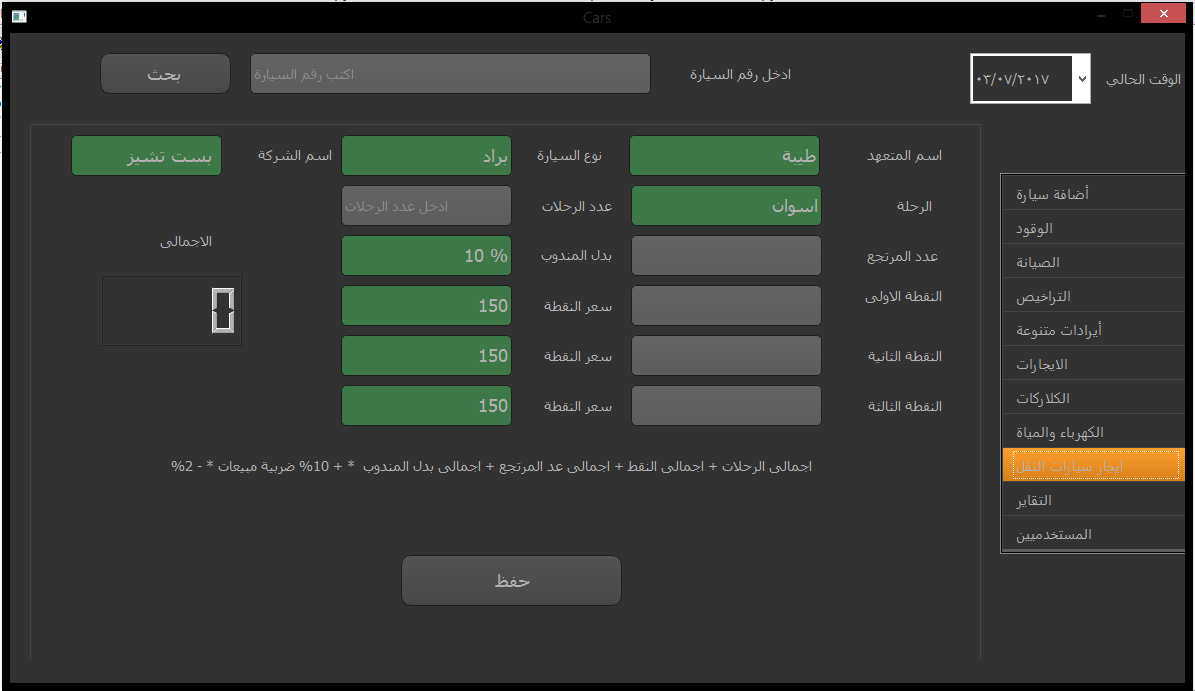 Cars
الوقت الحالي
٠٣/٠٧/٢٠١٧
ادخل رقم السيارة
اكتب رقم السيارة
بحث
اسم المتعهد
طيبة
نوع السيارة
براد
اسم الشركة
بست تشيز
الرحلة
اسوان
عدد الرحلات
ادخل عدد الرحلات
عدد المرتجع
بدل المندوب
10 %
الاجمالى
0
النقطة الاولى
سعر النقطة
150
النقطة الثانية
سعر النقطة
150
النقطة الثالثة
سعر النقطة
150
اجمالى الرحلات + اجمالى النقط + اجمالى عد المرتجع + اجمالى بدل المندوب * + 10% ضريبة مبيعات * - 2%
حفظ
أضافة سيارة
الوقود
الصيانة
التراخيص
أيرادات متنوعة
الايجارات
الكلاركات
الكهرباء والمياة
ايجار سيارات النقل
التقاير
المستخدميين